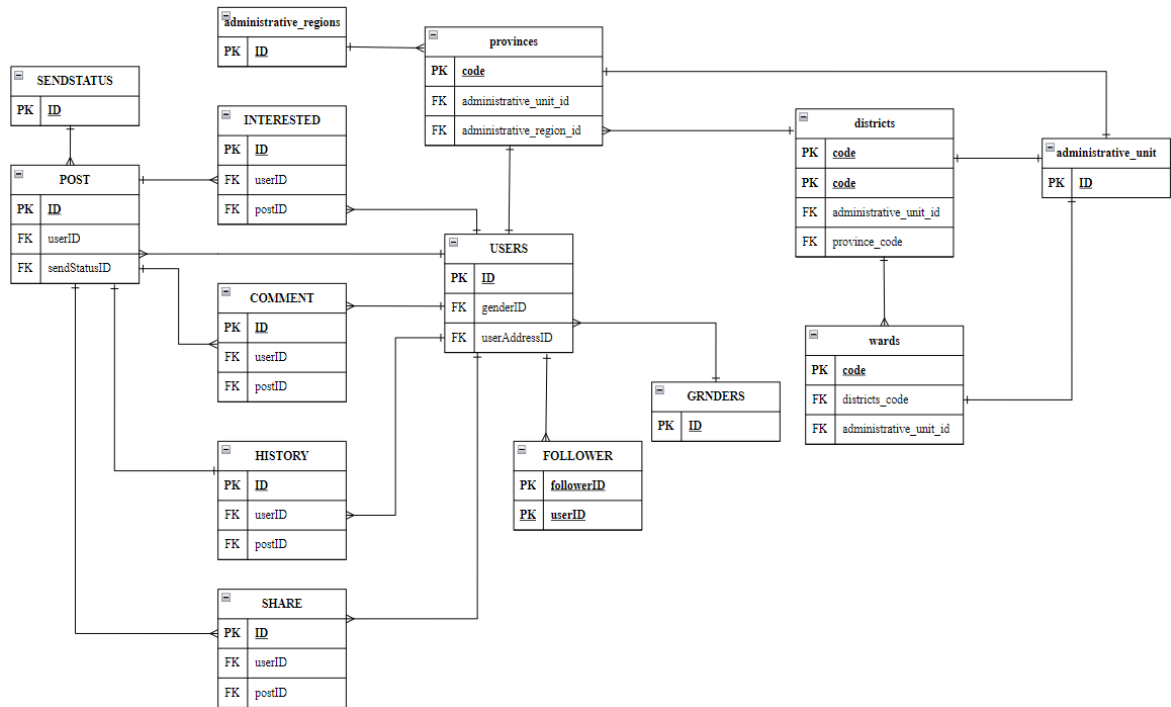 administrative_regions
PK ID
provinces
PK code
FK administrative_unit_id
FK administrative_region_id
SENDSTATUS
PK ID
INTERESTED
PK ID
FK userID
FK postID
districts
PK code
PK code
FK administrative_unit_id
FK province_code
administrative_unit
PK ID
POST
PK ID
FK userID
FK sendStatusID
USERS
PK ID
FK genderID
FK userAddressID
COMMENT
PK ID
FK userID
FK postID
wards
PK code
FK districts_code
FK administrative_unit_id
GRNDERS
PK ID
HISTORY
PK ID
FK userID
FK postID
FOLLOWER
PK followerID
PK userID
SHARE
PK ID
FK userID
FK postID